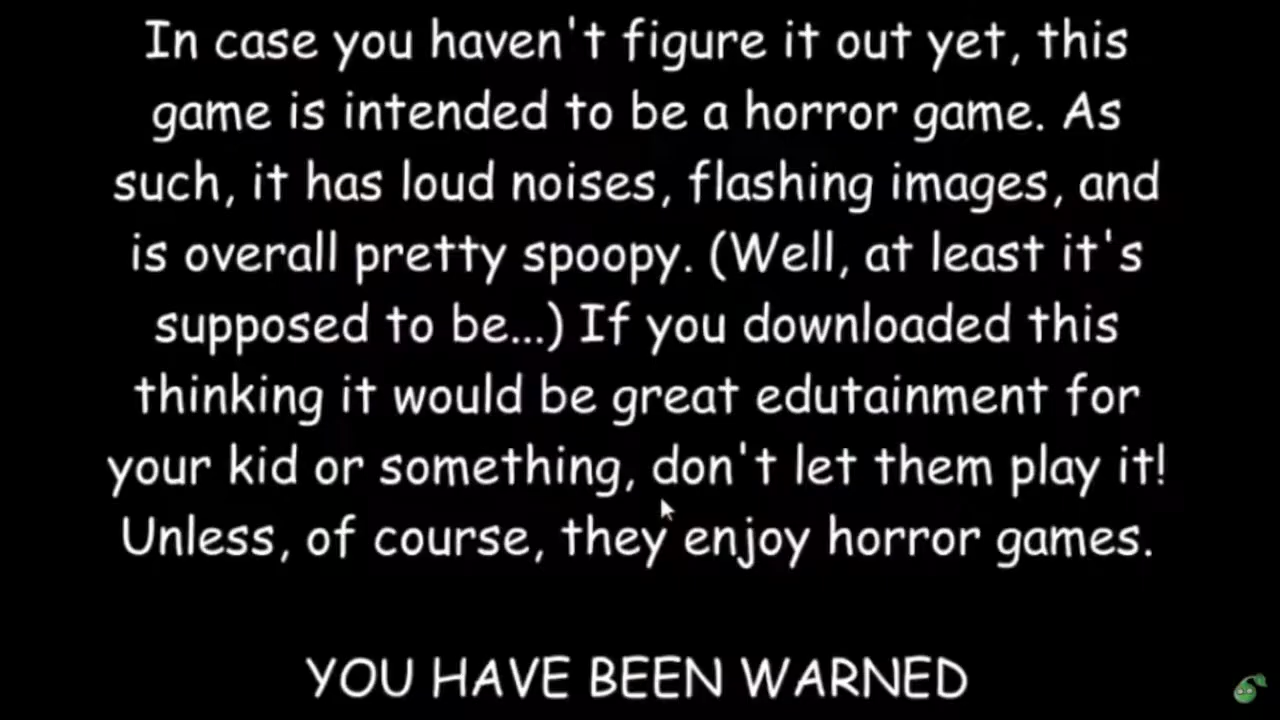 In case you haven't figure it out yet, this
game is intended to be a horror game. As
such, it has loud noises, flashing images, and
is overall pretty spoopy. (Well, at least it's
supposed to be...) If you downloaded this
thinking it would be great edutainment for
your kid or something, don't let them play it!
Unless, of course, they enjoy horror games.
YOU HAVE BEEN WARNED